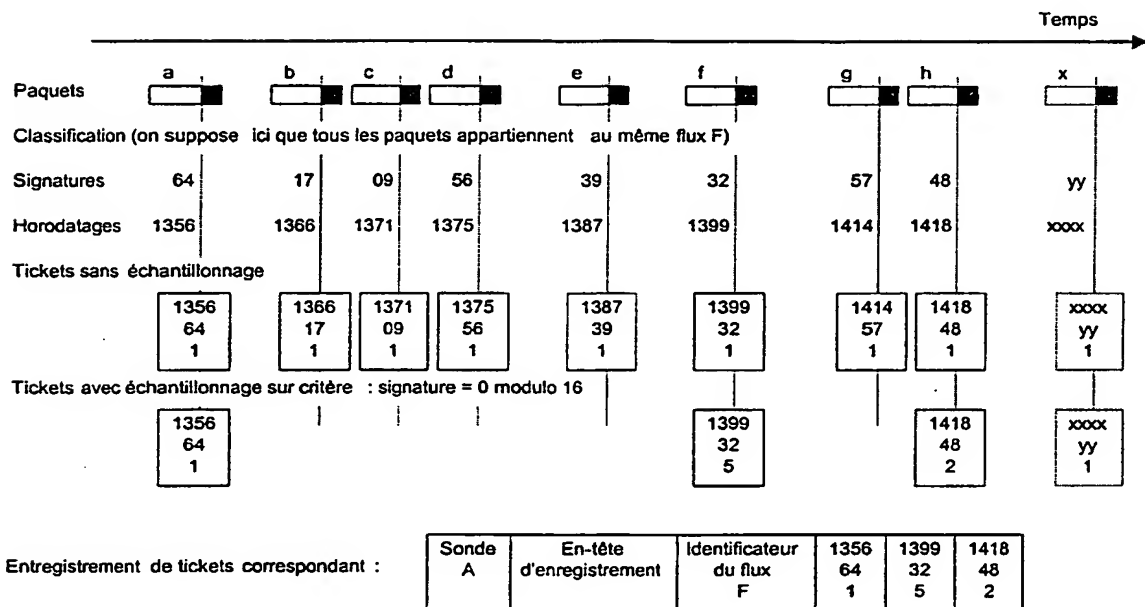 Temps
a b c d e f g h x
Paquets
Classification (on suppose ici que tous les paquets appartiennent au même flux F)
Signatures 64 17 09 56 39 32 57 48 yy
Horodatages 1356 1366 1371 1375 1387 1399 1414 1418 xxxx
Tickets sans échantillonnage
1356 1366 1371 1375 1387 1399 1414 1418 xxxx
64 17 09 56 39 32 57 48 yy
1 1 1 1 1 1 1 1 1
Tickets avec échantillonnage sur critère : signature = 0 modulo 16
1356 1399 1418 xxxx
64 32 48 yy
1 5 2 1
Entregistrement de tickets correspondant :
Sonde En-tête Identificateur 1356 1399 1418
A d'enregistrement du flux 64 32 48
F 1 5 2